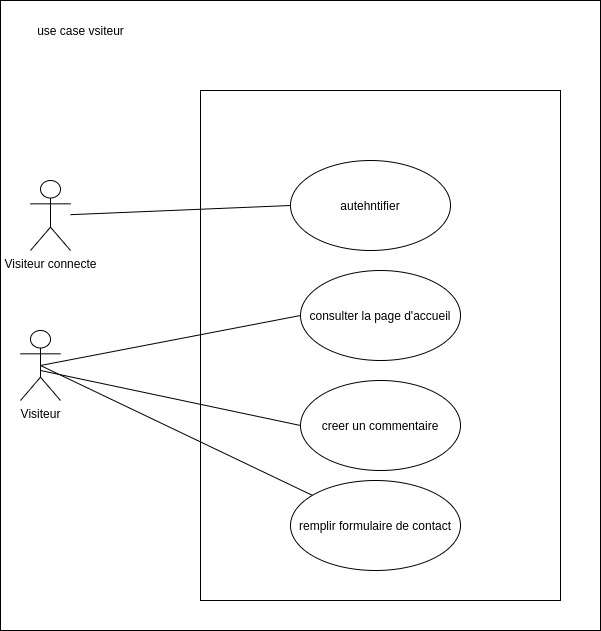 use case vsiteur
autehntifier
Visiteur connecte
consulter la page d'accueil
Visiteur
creer un commentaire
remplir formulaire de contact